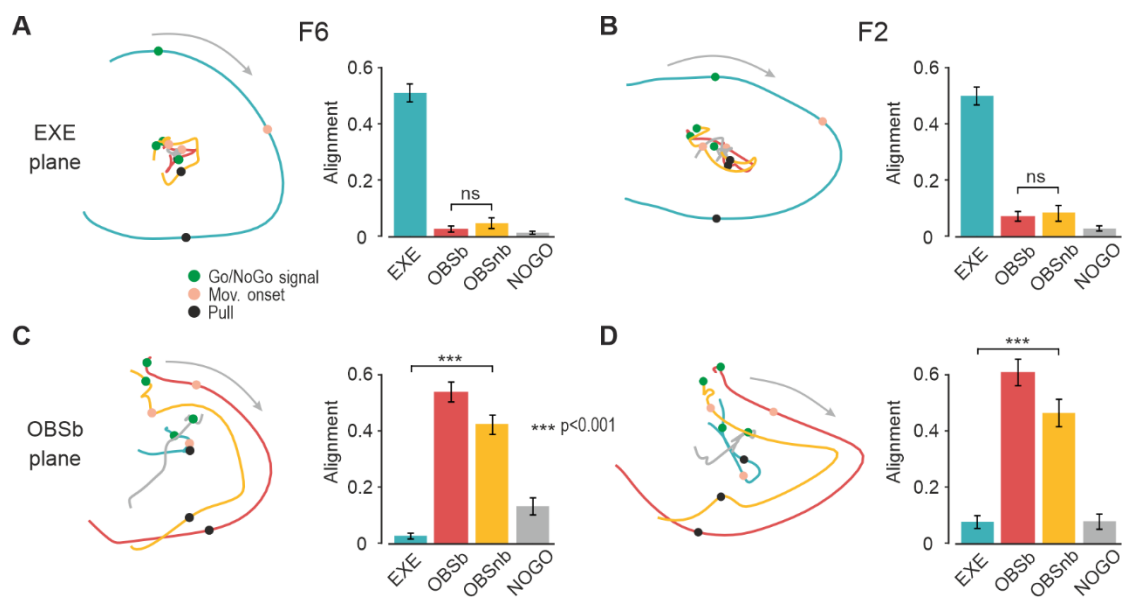 A
F6
EXE
plane
0.6
0.4
0.2
0
Alignment
ns
EXE
OBSb
OBSnb
NOGO
Go/NoGo signal
Mov. onset
Pull
B
F2
0.6
0.4
0.2
0
Alignment
ns
EXE
OBSb
OBSnb
NOGO
C
OBSb
plane
0.6
0.4
0.2
0
Alignment
***
*** p<0.001
EXE
OBSb
OBSnb
NOGO
D
0.6
0.4
0.2
0
Alignment
***
EXE
OBSb
OBSnb
NOGO